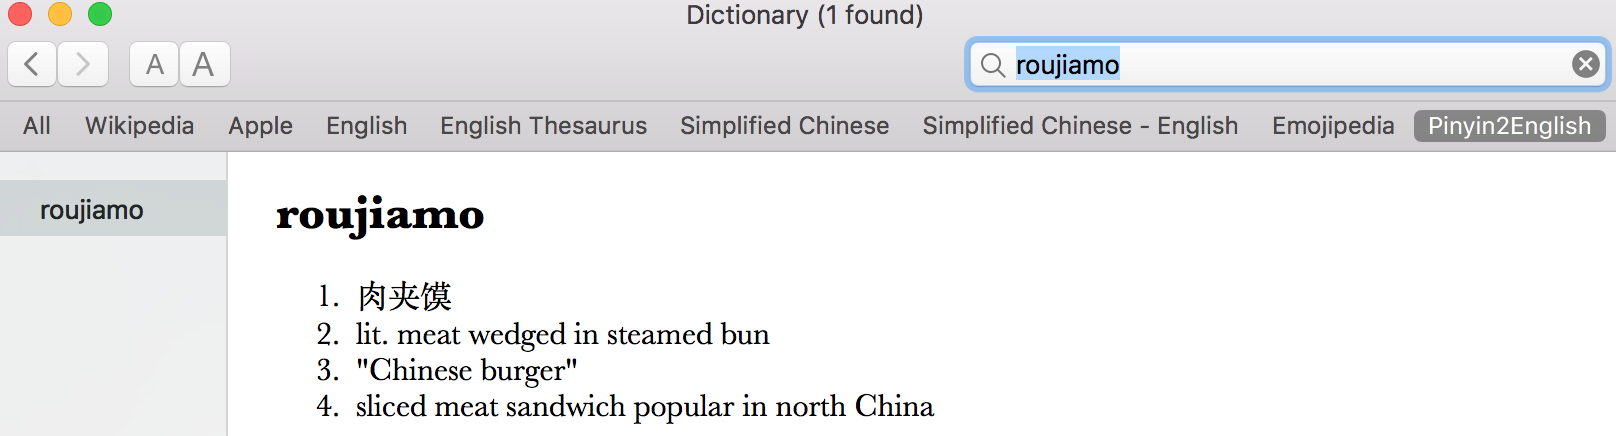 Dictionary (1 found)
A A roujiamo
All Wikipedia Apple English English Thesaurus Simplified Chinese Simplified Chinese - English Emojipedia Pinyin2English
roujiamo
roujiamo
1. 肉夹馍
2. lit. meat wedged in steamed bun
3. "Chinese burger"
4. sliced meat sandwich popular in north China